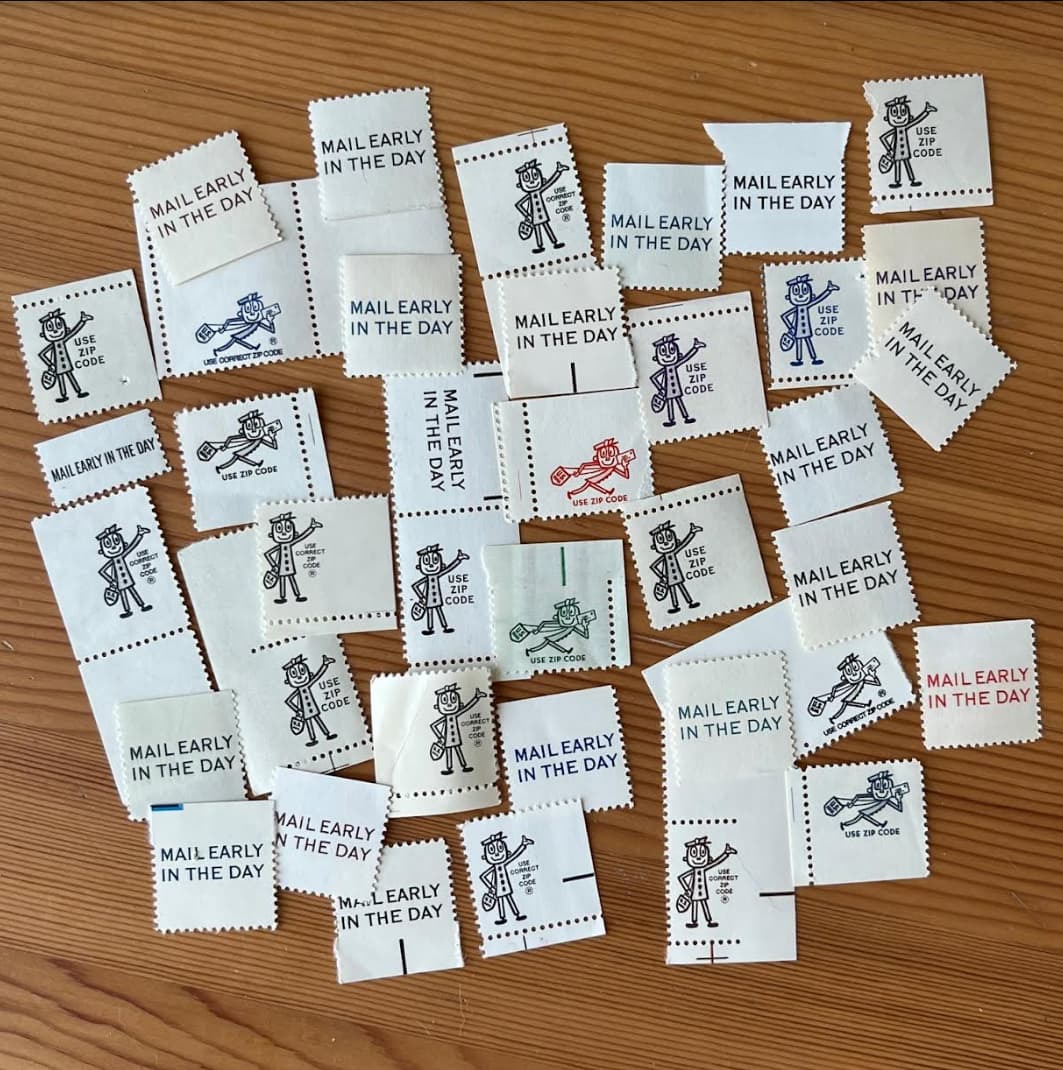 MAIL EARLY
IN THE DAY
MAIL EARLY
IN THE DAY
USE
CORRECT
ZIP
CODE
®
MAIL EARLY
IN THE DAY
MAIL EARLY
IN THE DAY
USE
ZIP
CODE
USE
ZIP
CODE
USE CORRECT ZIP CODE
®
MAIL EARLY
IN THE DAY
MAIL EARLY
IN THE DAY
USE
ZIP
CODE
USE
ZIP
CODE
MAIL EARLY
IN THE DAY
MAIL EARLY
IN THE DAY
MAIL EARLY IN THE DAY
USE ZIP CODE
MAIL EARLY
IN THE DAY
USE ZIP CODE
MAIL EARLY
IN THE DAY
USE
CORRECT
ZIP
CODE
®
USE
CORRECT
ZIP
CODE
®
USE
ZIP
CODE
USE ZIP CODE
USE
ZIP
CODE
MAIL EARLY
IN THE DAY
MAIL EARLY
IN THE DAY
USE
ZIP
CODE
USE
CORRECT
ZIP
CODE
®
MAIL EARLY
IN THE DAY
MAIL EARLY
IN THE DAY
USE CORRECT ZIP CODE
®
MAIL EARLY
IN THE DAY
MAIL EARLY
IN THE DAY
MAIL EARLY
N THE DAY
MAIL EARLY
IN THE DAY
USE
CORRECT
ZIP
CODE
®
USE
CORRECT
ZIP
CODE
®
USE ZIP CODE